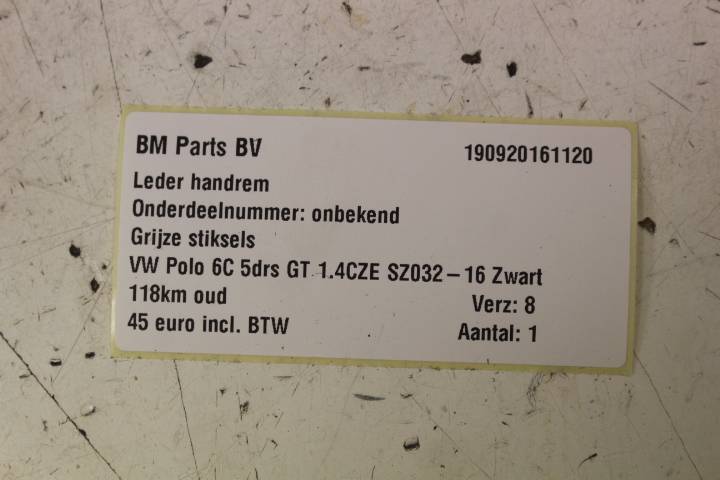 BM Parts BV 190920161120
Leder handrem
Onderdeelnummer: onbekend
Grijze stiksels
VW Polo 6C 5drs GT 1.4CZE SZ032-16 Zwart
118km oud Verz: 8
45 euro incl. BTW Aantal: 1